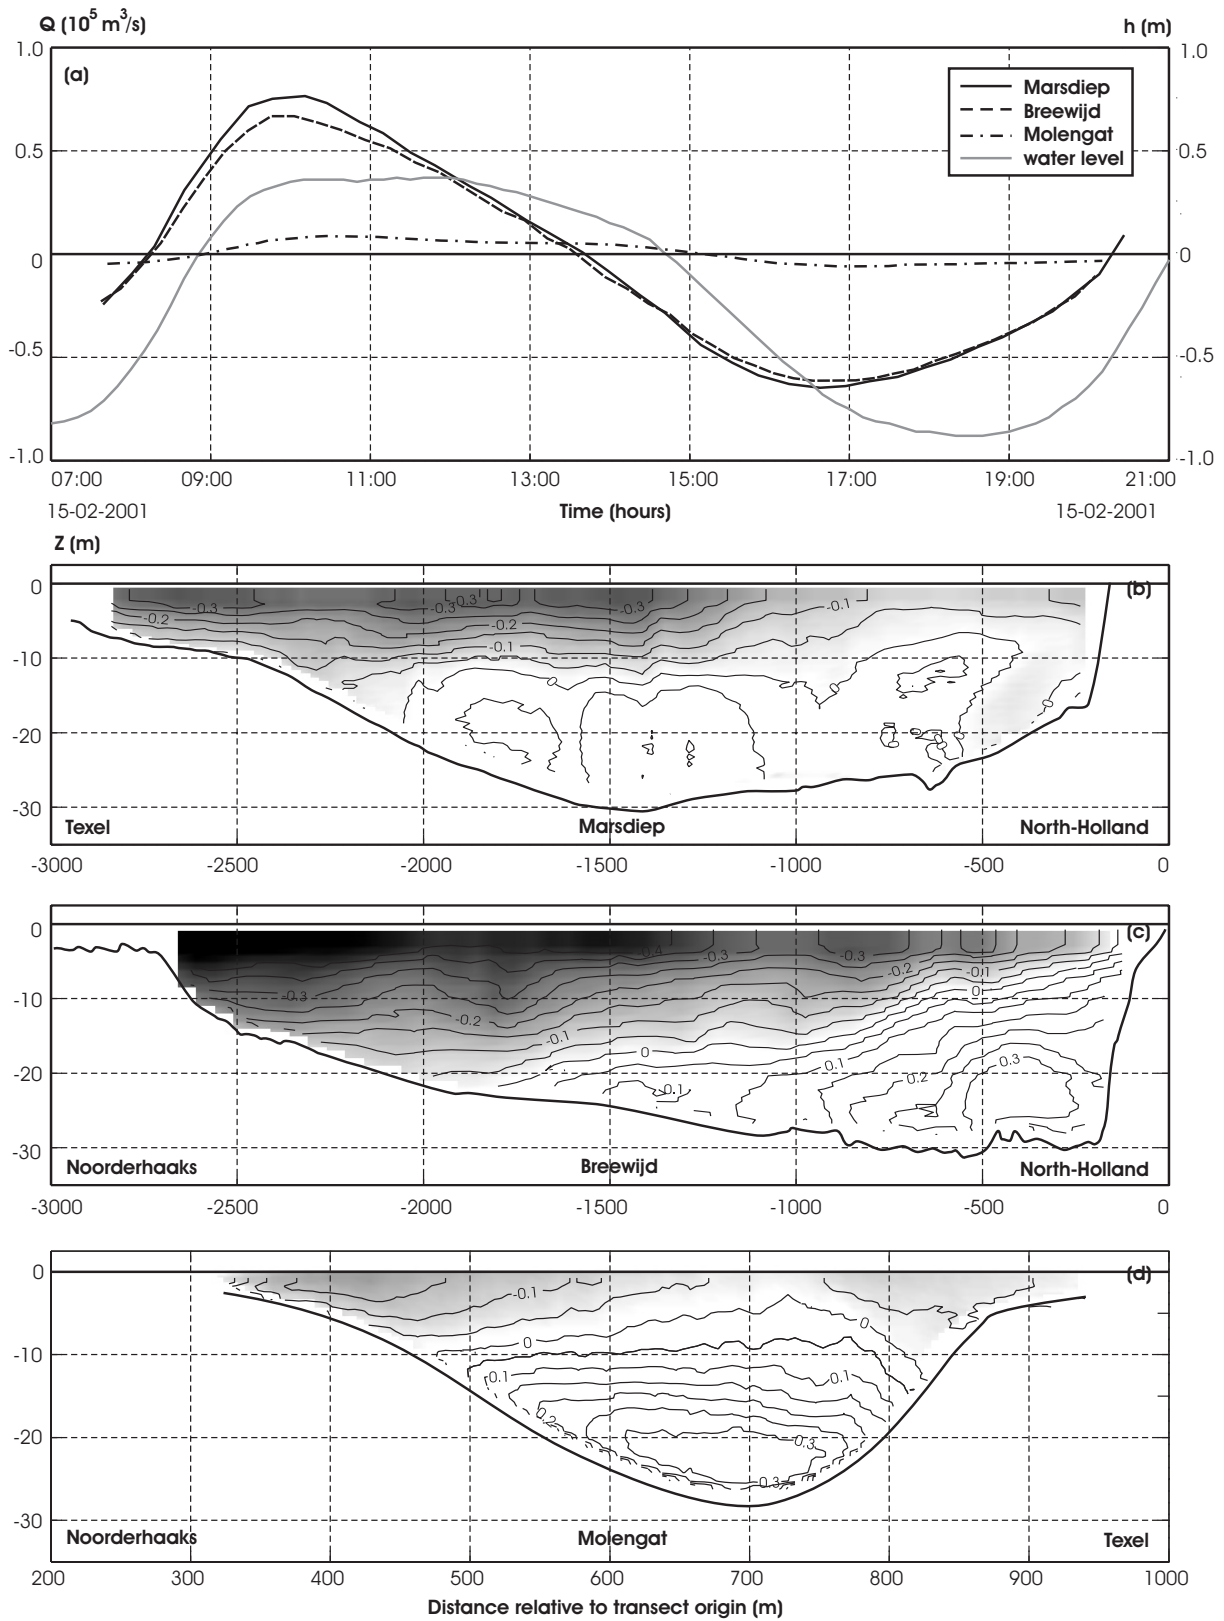 Q (10⁵ m³/s)
h (m)
1.0
0.5
0
-0.5
-1.0
(a)
Marsdiep
Breewijd
Molengat
water level
1.0
0.5
0
-0.5
-1.0
07:00 09:00 11:00 13:00 15:00 17:00 19:00 21:00
15-02-2001 Time (hours) 15-02-2001
Z (m)
0
-10
-20
-30
(b)
-0.3 -0.3 0.3 -0.3 -0.1
-0.2 -0.2
-0.1
0 0
0 0 0 0
Texel Marsdiep North-Holland
-3000 -2500 -2000 -1500 -1000 -500 0
0
-10
-20
-30
(c)
-0.4 -0.3 -0.3
-0.2 -0.1
-0.3 0
-0.2
-0.1
0 0.1 0.3
0.1 0.2
Noorderhaaks Breewijd North-Holland
-3000 -2500 -2000 -1500 -1000 -500 0
0
-10
-20
-30
(d)
-0.1
0 0
0.1 0.1
0.2
0.3
0.3
Noorderhaaks Molengat Texel
200 300 400 500 600 700 800 900 1000
Distance relative to transect origin (m)